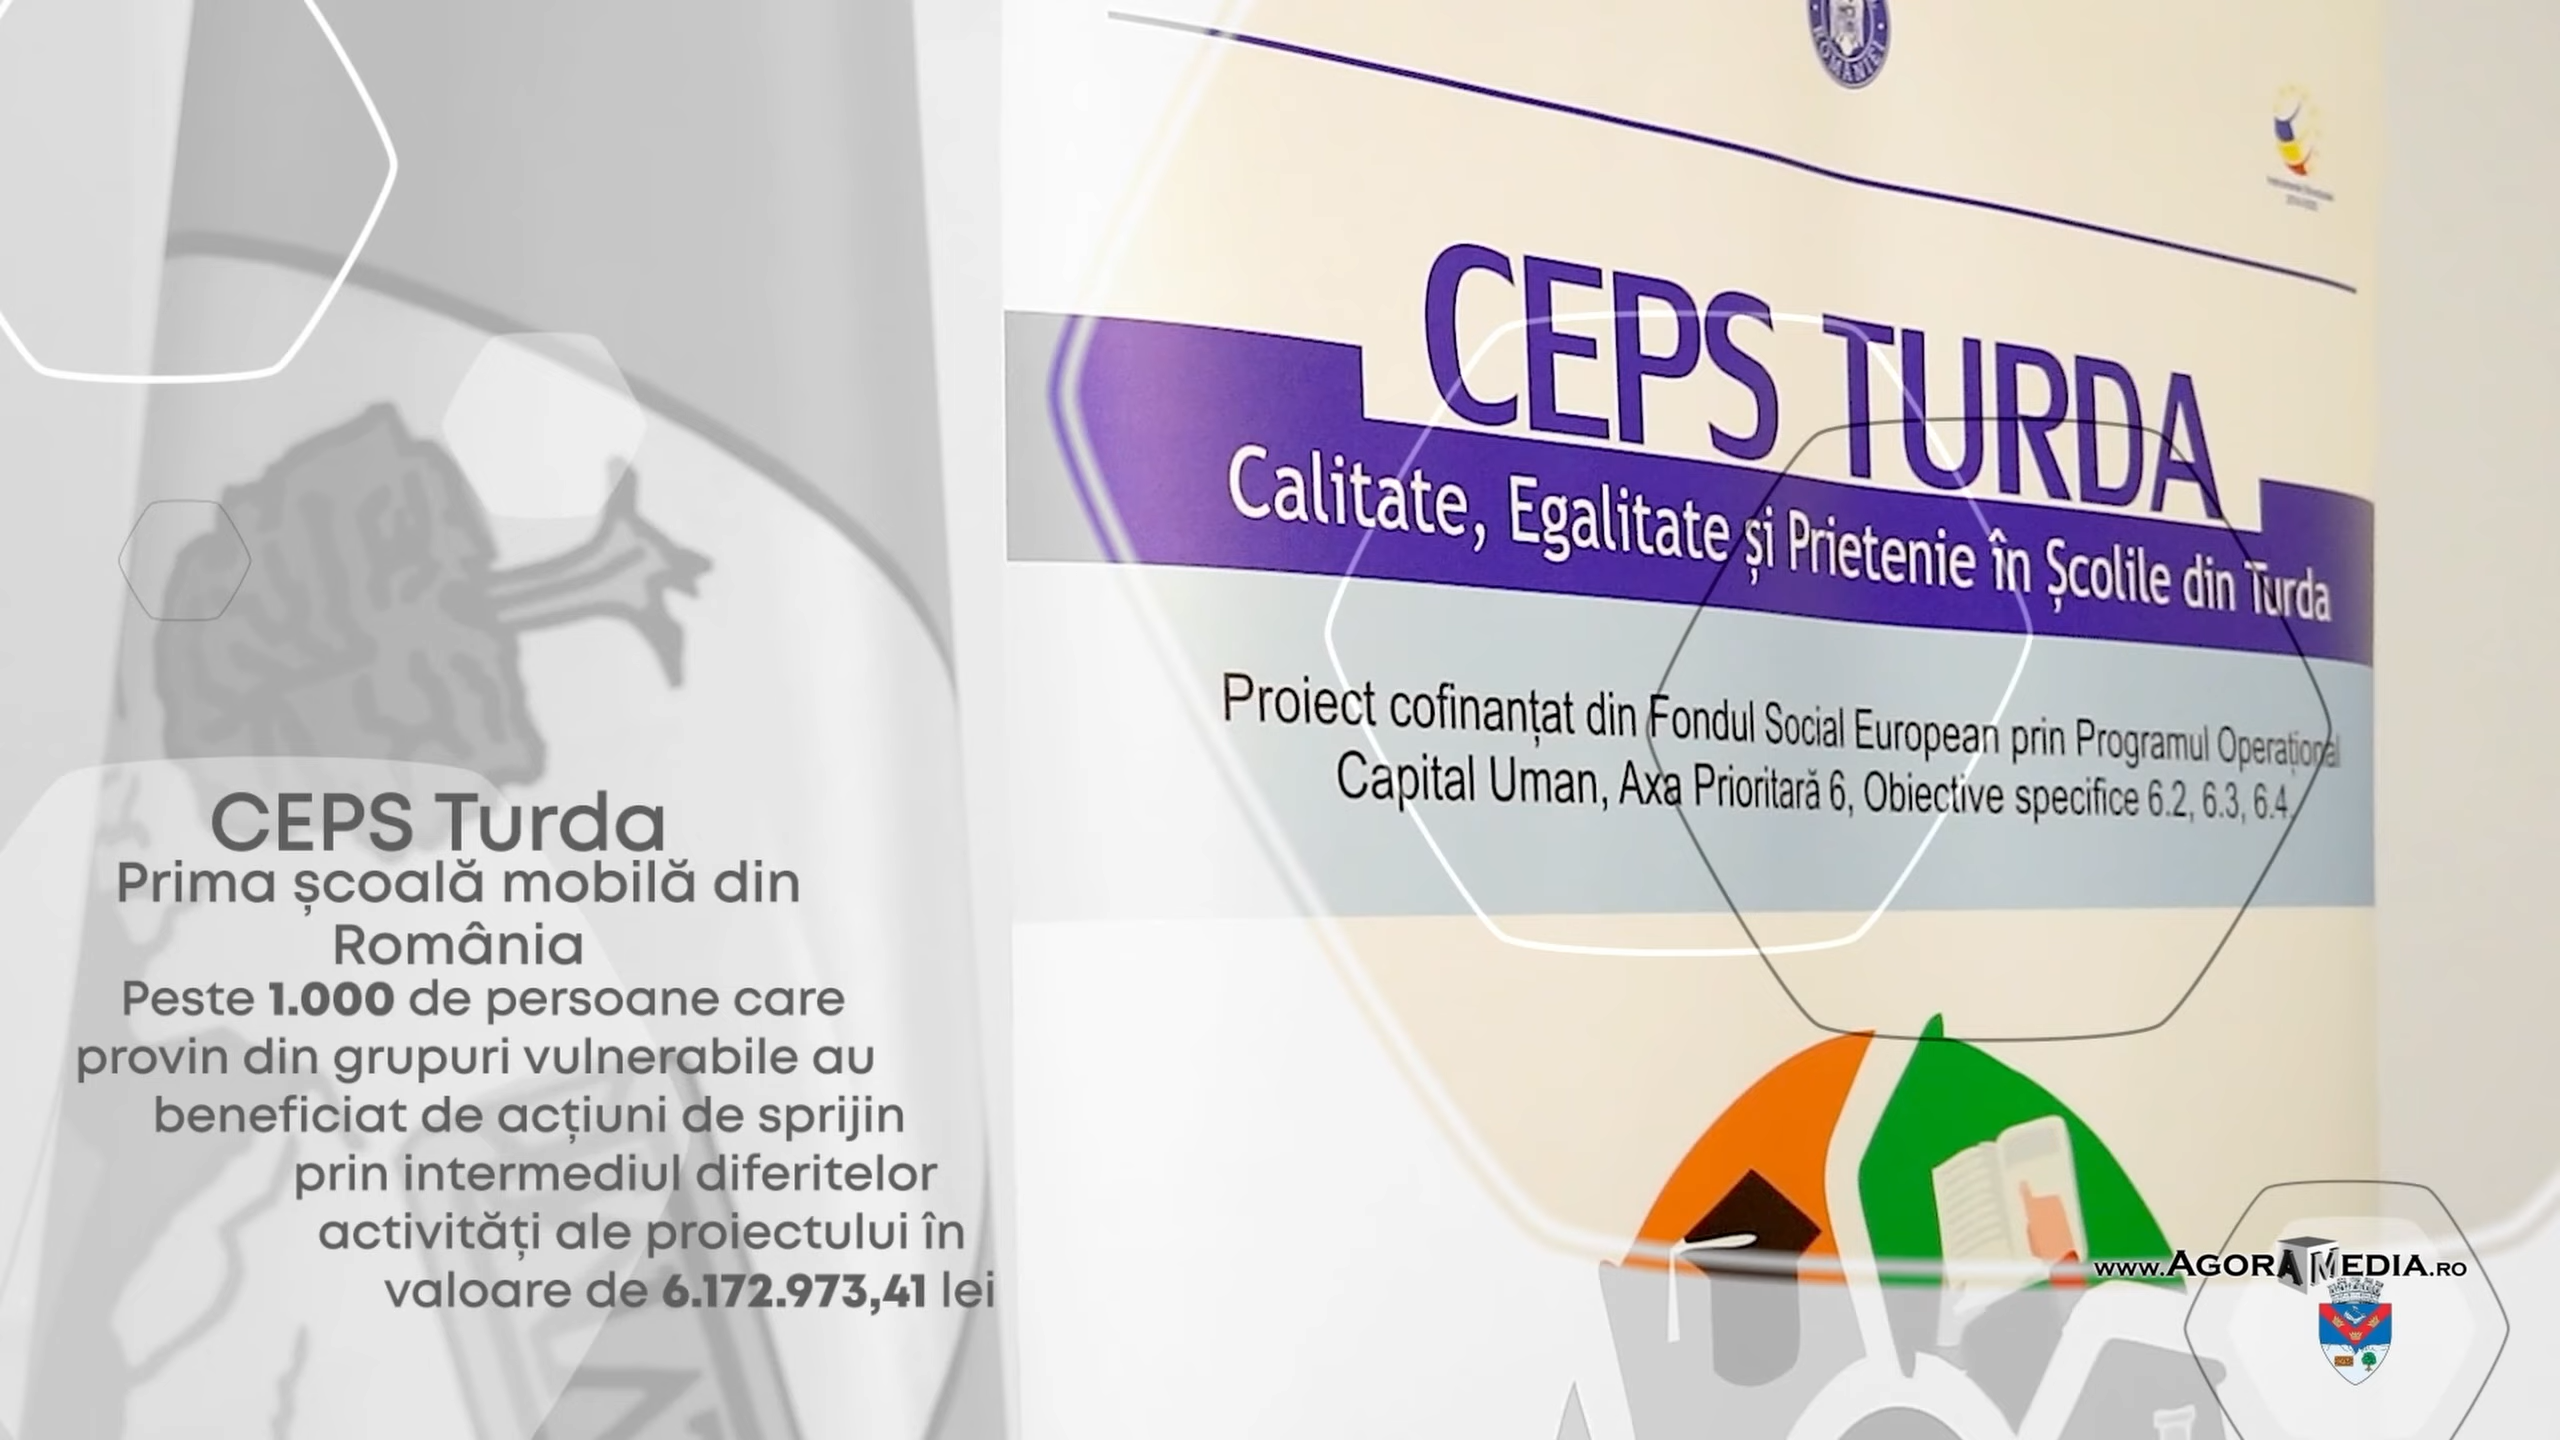 ROMÂNIEI
CEPS TURDA
Calitate, Egalitate și Prietenie în Școlile din Turda
Proiect cofinanțat din Fondul Social European prin Programul Operațional
Capital Uman, Axa Prioritară 6, Obiective specifice 6.2, 6.3, 6.4.
CEPS Turda
Prima școală mobilă din
România
Peste 1.000 de persoane care
provin din grupuri vulnerabile au
beneficiat de acțiuni de sprijin
prin intermediul diferitelor
activități ale proiectului în
valoare de 6.172.973,41 lei
www.AGORAMEDIA.RO